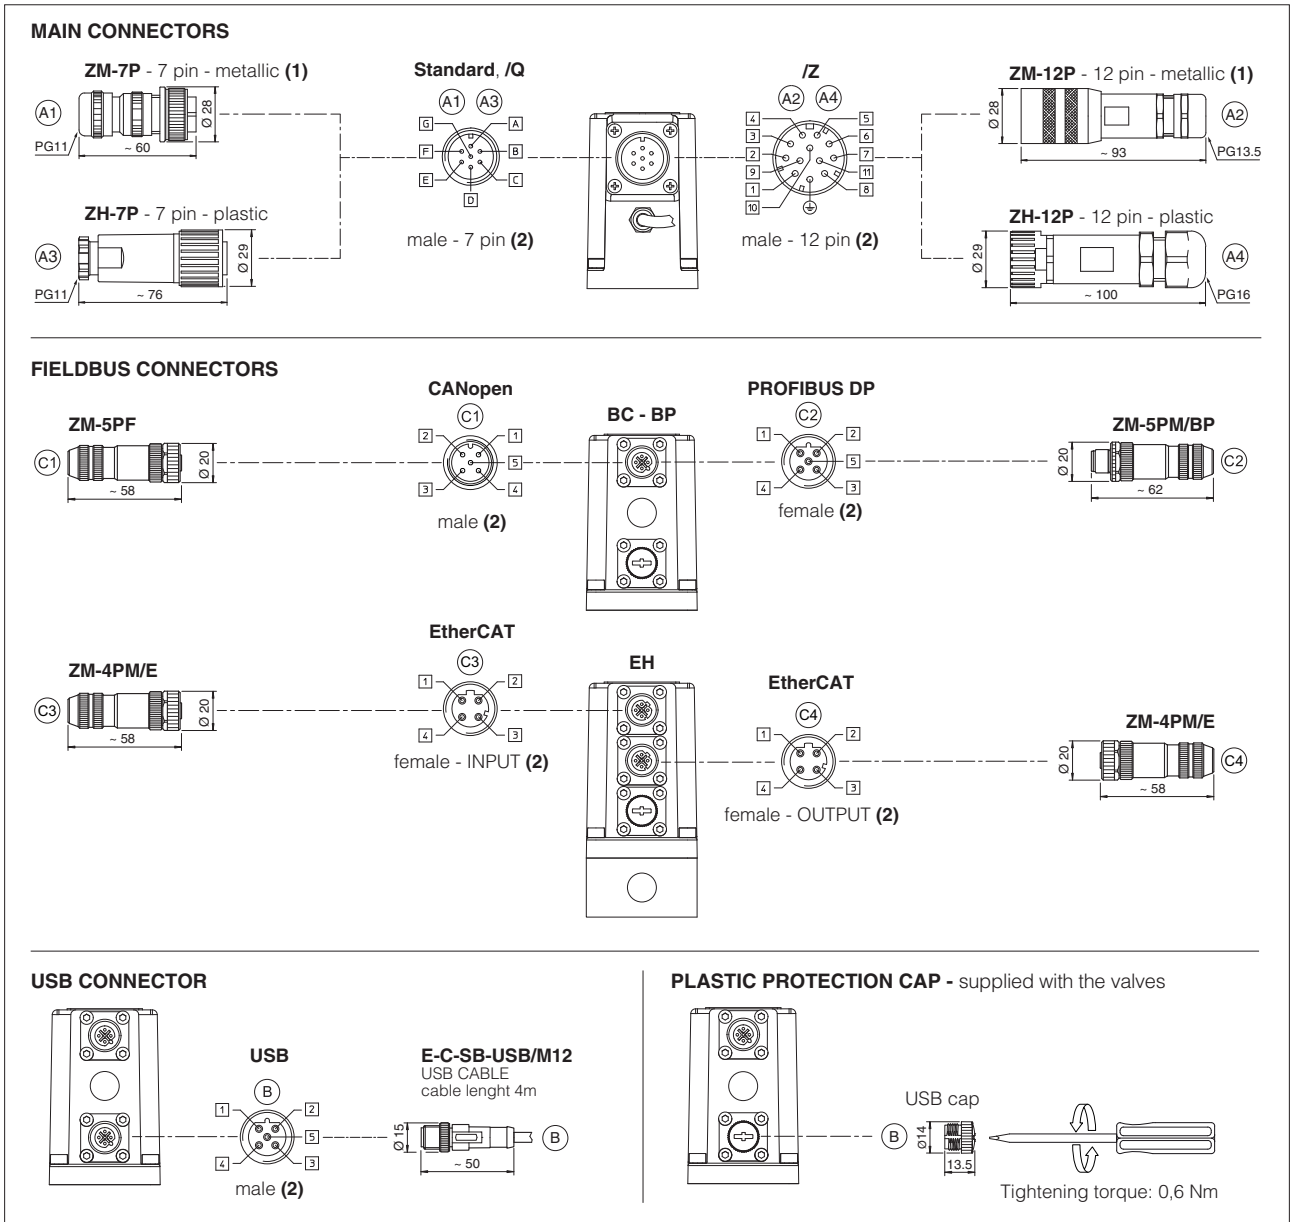 MAIN CONNECTORS
ZM-7P - 7 pin - metallic (1)
A1
PG11
~ 60
Ø 28
ZH-7P - 7 pin - plastic
A3
PG11
~ 76
Ø 29
Standard, /Q
A1 A3
G A
F B
E C
D
male - 7 pin (2)
/Z
A2 A4
4 5
3 6
2 7
9 11
1 8
10
male - 12 pin (2)
ZM-12P - 12 pin - metallic (1)
Ø 28
A2
~ 93
PG13.5
ZH-12P - 12 pin - plastic
Ø 29
A4
~ 100
PG16
FIELDBUS CONNECTORS
ZM-5PF
C1
Ø 20
~ 58
CANopen
C1
2 1
5
3 4
male (2)
BC - BP
PROFIBUS DP
C2
1 2
5
4 3
female (2)
ZM-5PM/BP
Ø 20
C2
~ 62
ZM-4PM/E
C3
Ø 20
~ 58
EtherCAT
C3
1 2
4 3
female - INPUT (2)
EH
EtherCAT
C4
1 2
4 3
female - OUTPUT (2)
ZM-4PM/E
Ø 20
C4
~ 58
USB CONNECTOR
USB
B
1 2
5
4 3
male (2)
E-C-SB-USB/M12
USB CABLE
cable lenght 4m
Ø 15
B
~ 50
PLASTIC PROTECTION CAP - supplied with the valves
USB cap
B
Ø14
13.5
Tightening torque: 0,6 Nm